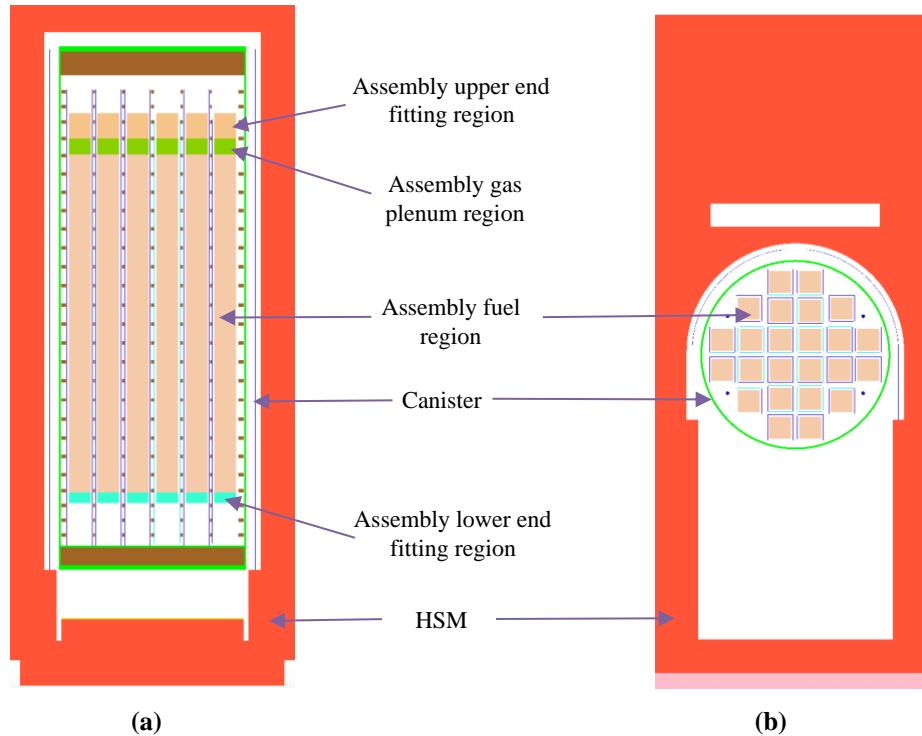 Assembly upper end
fitting region
Assembly gas
plenum region
Assembly fuel
region
Canister
Assembly lower end
fitting region
HSM
(a)
(b)